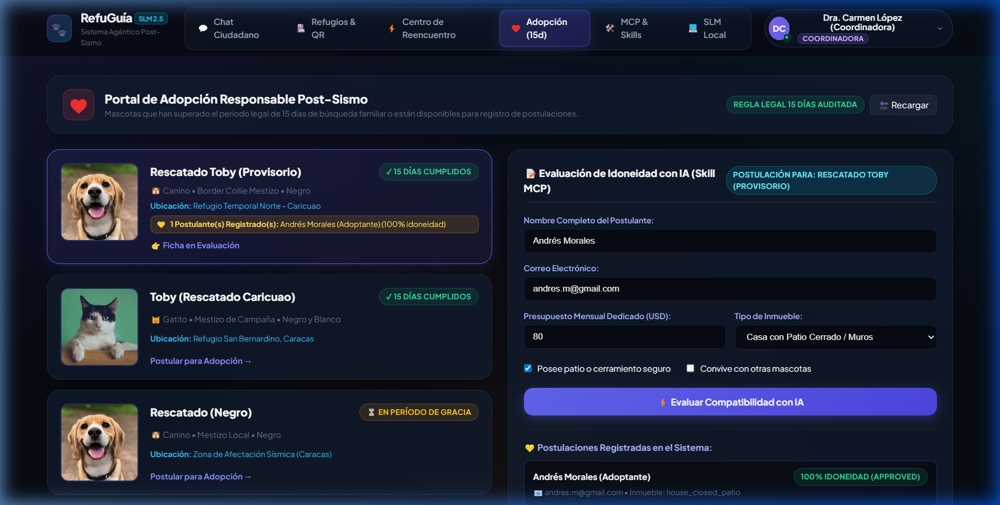 RefuGuía SLM 2.5
Sistema Agéntico Post-
Sismo
Chat
Ciudadano
Refugios &
QR
Centro de
Reencuentro
Adopción
(15d)
MCP &
Skills
SLM
Local
DC
Dra. Carmen López
(Coordinadora)
COORDINADORA
Portal de Adopción Responsable Post-Sismo
Mascotas que han superado el período legal de 15 días de búsqueda familiar o están disponibles para registro de postulaciones.
REGLA LEGAL 15 DÍAS AUDITADA
END Recargar
Rescatado Toby (Provisorio)
✓ 15 DÍAS CUMPLIDOS
Canino • Border Collie Mestizo • Negro
Ubicación: Refugio Temporal Norte - Caricuao
1 Postulante(s) Registrado(s): Andrés Morales (Adoptante) (100% idoneidad)
Ficha en Evaluación
Toby (Rescatado Caricuao)
✓ 15 DÍAS CUMPLIDOS
Gatito • Mestizo de Campaña • Negro y Blanco
Ubicación: Refugio San Bernardino, Caracas
Postular para Adopción →
Rescatado (Negro)
EN PERÍODO DE GRACIA
Canino • Mestizo Local • Negro
Ubicación: Zona de Afectación Sísmica (Caracas)
Postular para Adopción →
Evaluación de Idoneidad con IA (Skill
MCP)
POSTULACIÓN PARA: RESCATADO TOBY
(PROVISORIO)
Nombre Completo del Postulante:
Andrés Morales
Correo Electrónico:
andres.m@gmail.com
Presupuesto Mensual Dedicado (USD):
80
Tipo de Inmueble:
Casa con Patio Cerrado / Muros
Posee patio o cerramiento seguro
Convive con otras mascotas
Evaluar Compatibilidad con IA
Postulaciones Registradas en el Sistema:
Andrés Morales (Adoptante)
100% IDONEIDAD (APPROVED)
andres.m@gmail.com • Inmueble: house_closed_patio